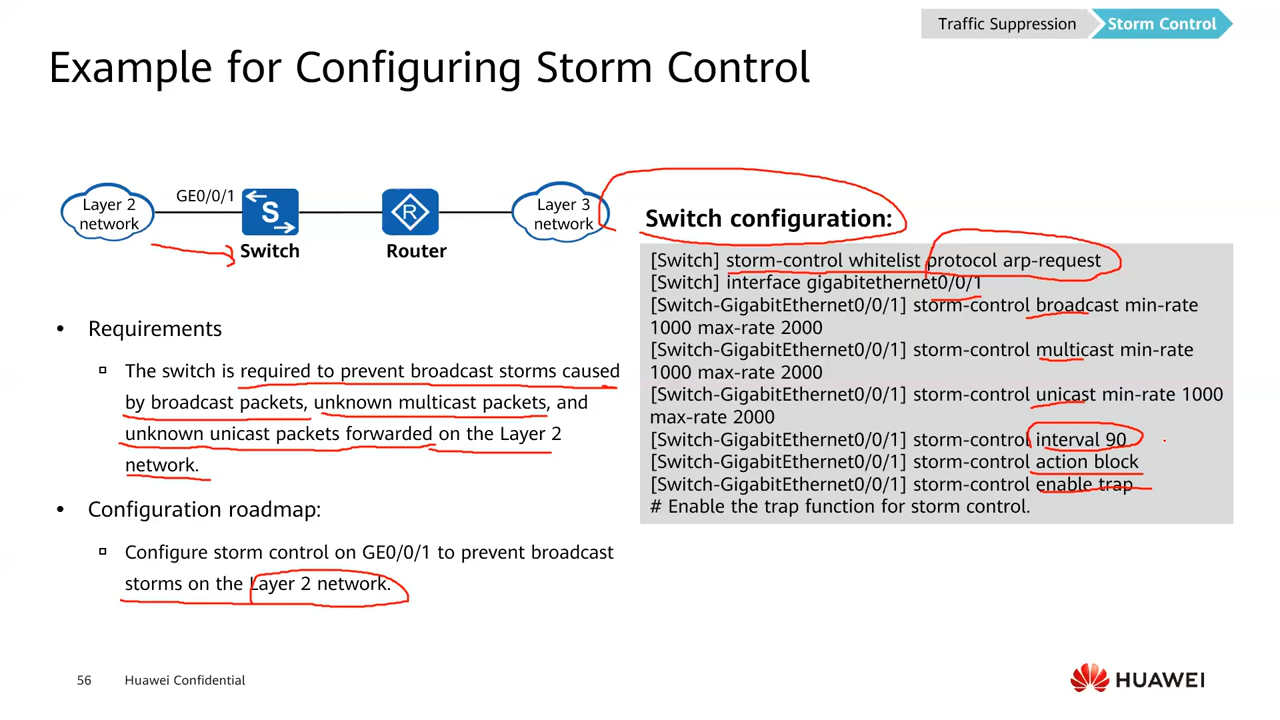 Traffic Suppression
Storm Control
Example for Configuring Storm Control
Layer 2
network
GE0/0/1
S
Switch
R
Router
Layer 3
network
• Requirements
▫ The switch is required to prevent broadcast storms caused
by broadcast packets, unknown multicast packets, and
unknown unicast packets forwarded on the Layer 2
network.
• Configuration roadmap:
▫ Configure storm control on GE0/0/1 to prevent broadcast
storms on the Layer 2 network.
Switch configuration:
[Switch] storm-control whitelist protocol arp-request
[Switch] interface gigabitethernet0/0/1
[Switch-GigabitEthernet0/0/1] storm-control broadcast min-rate
1000 max-rate 2000
[Switch-GigabitEthernet0/0/1] storm-control multicast min-rate
1000 max-rate 2000
[Switch-GigabitEthernet0/0/1] storm-control unicast min-rate 1000
max-rate 2000
[Switch-GigabitEthernet0/0/1] storm-control interval 90
[Switch-GigabitEthernet0/0/1] storm-control action block
[Switch-GigabitEthernet0/0/1] storm-control enable trap
# Enable the trap function for storm control.
56
Huawei Confidential
HUAWEI